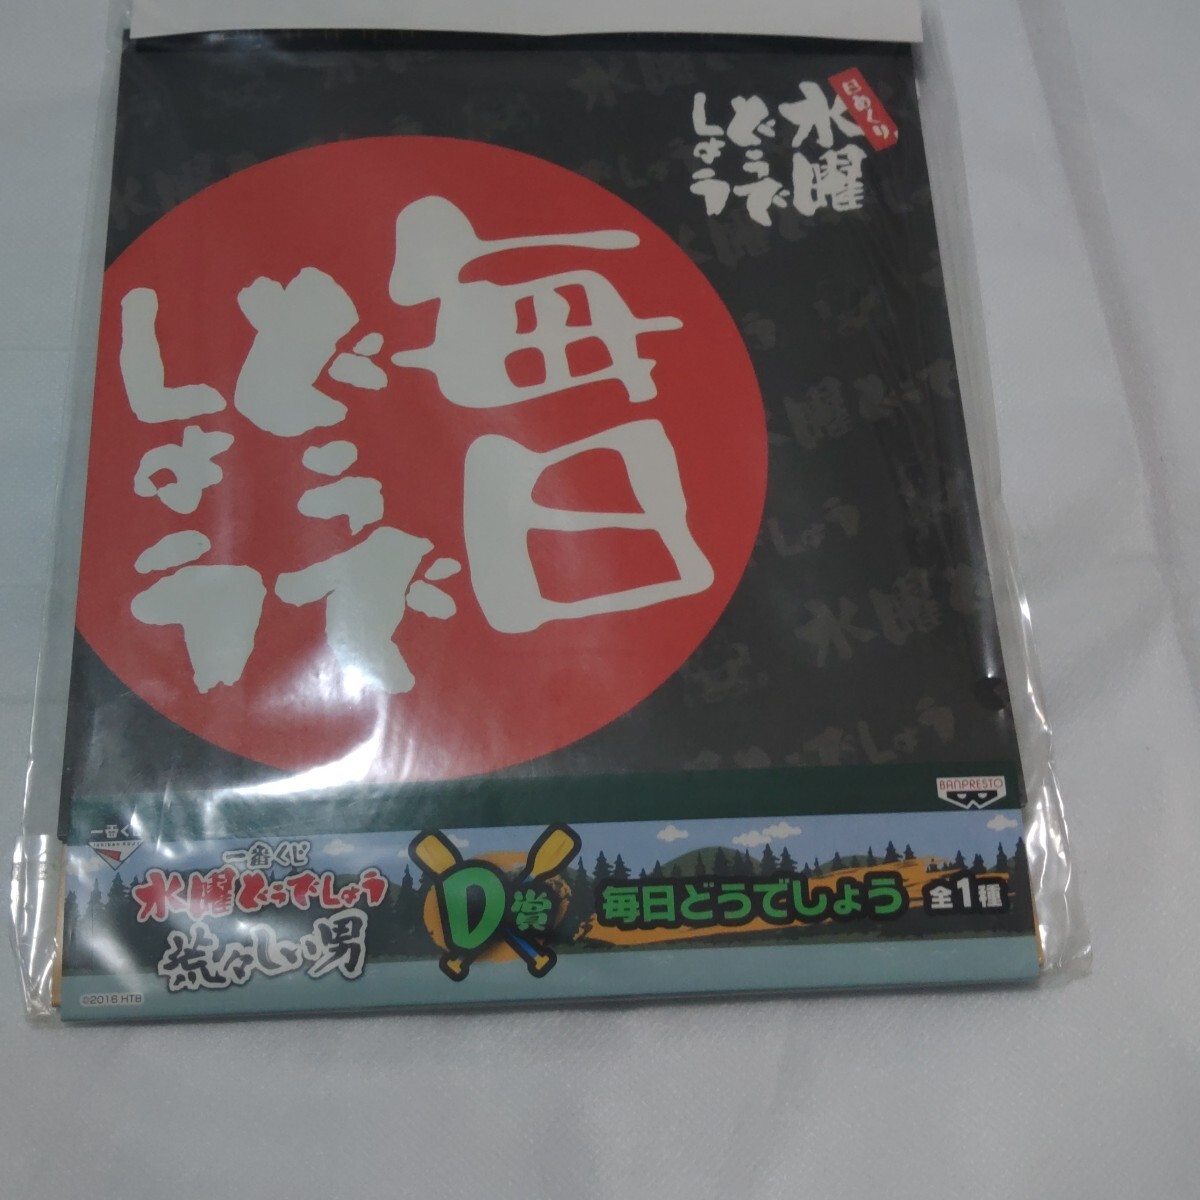 日めくり
水曜
どうで
しょう
毎日
どうで
しょう
BANPRESTO
一番くじ
一番くじ
水曜どうでしょう
荒々しい男
D賞
毎日どうでしょう 全1種
©2016 HTB